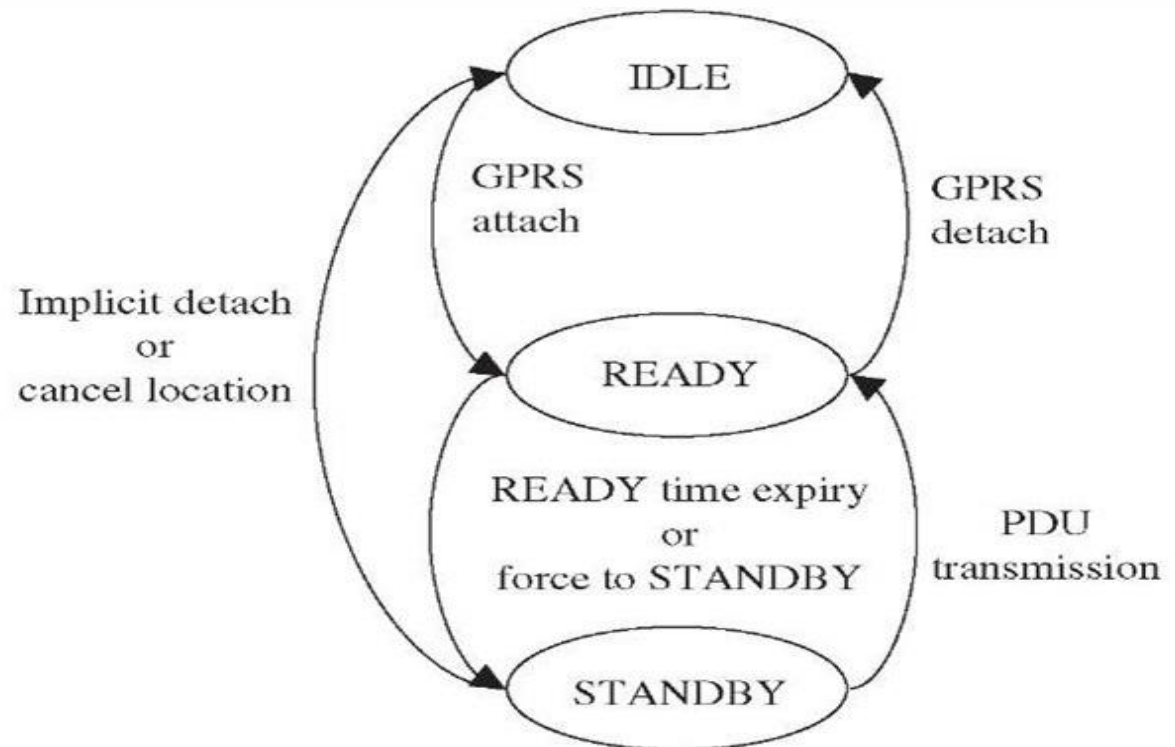 IDLE
GPRS
attach
GPRS
detach
Implicit detach
or
cancel location
READY
READY time expiry
or
force to STANDBY
PDU
transmission
STANDBY